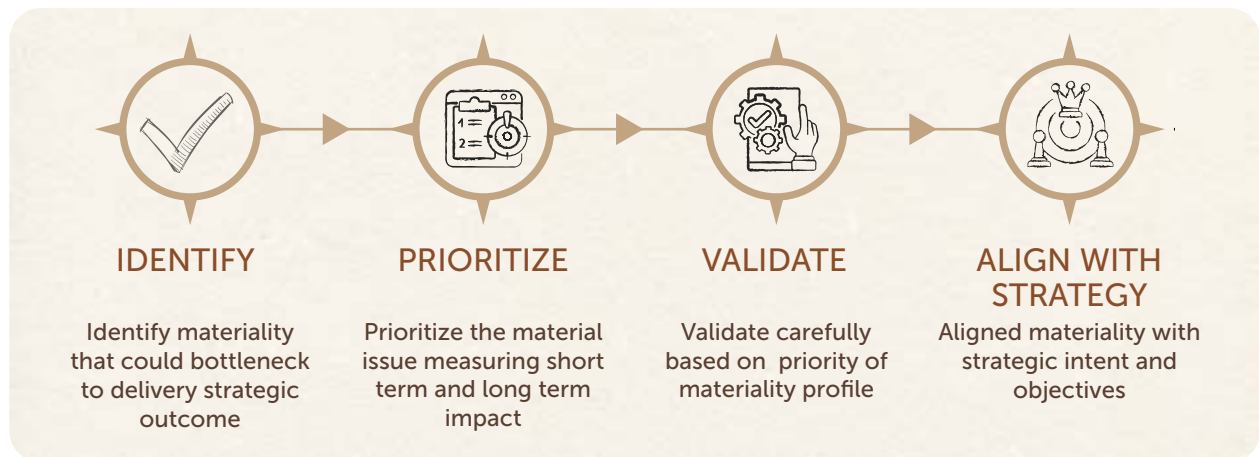 IDENTIFY
Identify materiality
that could bottleneck
to delivery strategic
outcome
1
2
PRIORITIZE
Prioritize the material
issue measuring short
term and long term
impact
VALIDATE
Validate carefully
based on  priority of
materiality profile
ALIGN WITH
STRATEGY
Aligned materiality with
strategic intent and
objectives